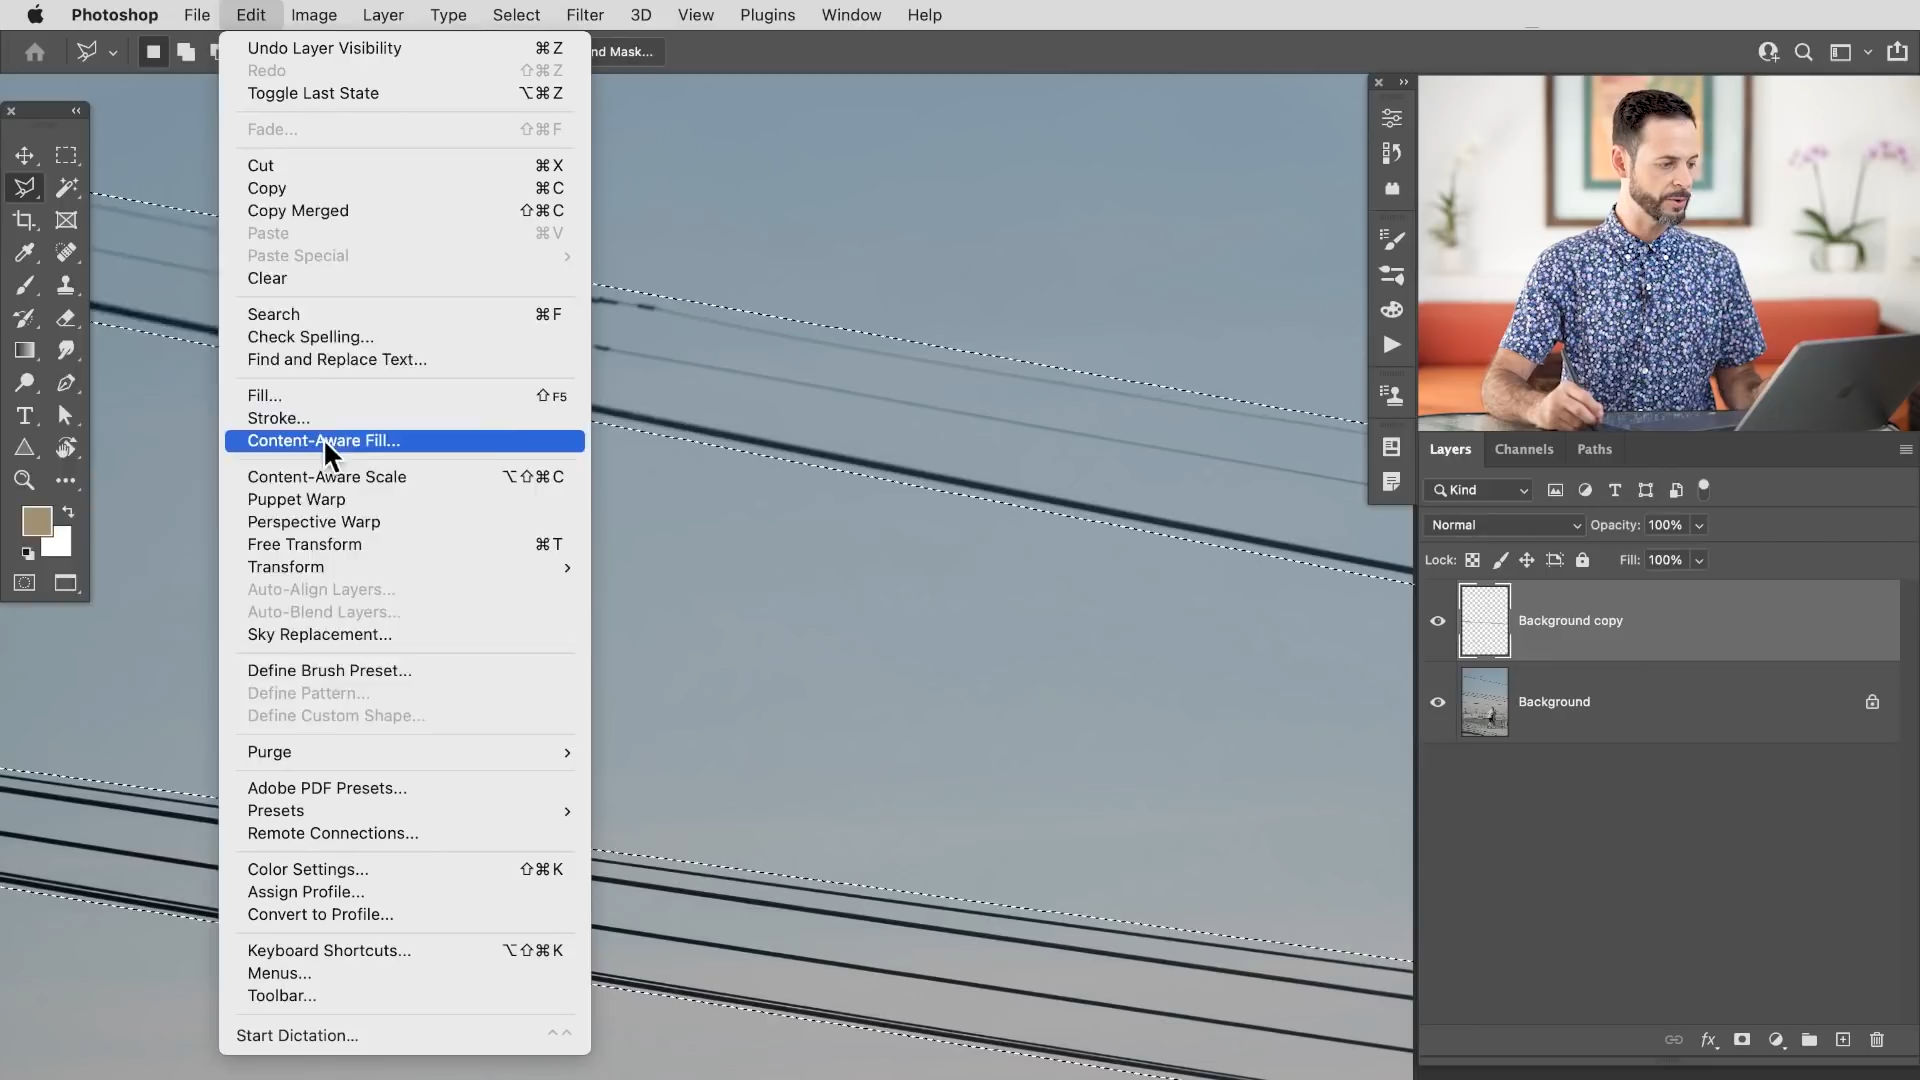 Photoshop File Edit Image Layer Type Select Filter 3D View Plugins Window Help
nd Mask...
Undo Layer Visibility ⌘Z
Redo ⇧⌘Z
Toggle Last State ⌥⌘Z
Fade... ⇧⌘F
Cut ⌘X
Copy ⌘C
Copy Merged ⇧⌘C
Paste ⌘V
Paste Special
Clear
Search ⌘F
Check Spelling...
Find and Replace Text...
Fill... ⇧F5
Stroke...
Content-Aware Fill...
Content-Aware Scale ⌥⇧⌘C
Puppet Warp
Perspective Warp
Free Transform ⌘T
Transform
Auto-Align Layers...
Auto-Blend Layers...
Sky Replacement...
Define Brush Preset...
Define Pattern...
Define Custom Shape...
Purge
Adobe PDF Presets...
Presets
Remote Connections...
Color Settings... ⇧⌘K
Assign Profile...
Convert to Profile...
Keyboard Shortcuts... ⌥⇧⌘K
Menus...
Toolbar...
Start Dictation...
Layers Channels Paths
Kind
Normal Opacity: 100%
Lock: Fill: 100%
Background copy
Background